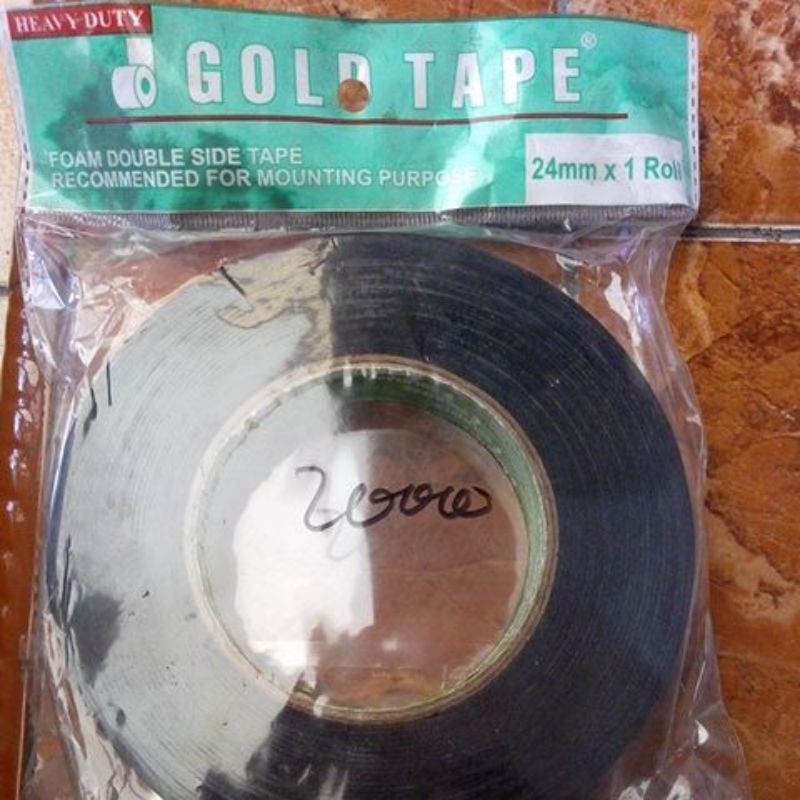 HEAVY DUTY
GOLD TAPE®
FOAM DOUBLE SIDE TAPE
RECOMMENDED FOR MOUNTING PURPOSE
24mm x 1 Roll